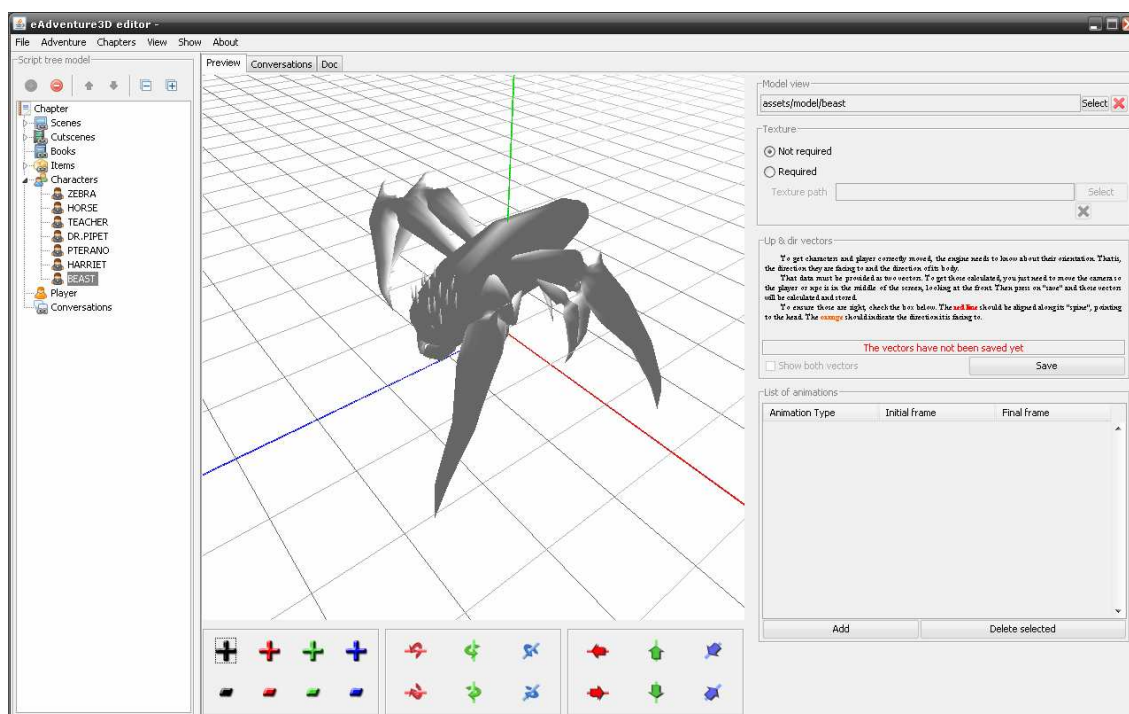 eAdventure3D editor -
File Adventure Chapters View Show About
Script tree model
Chapter
Scenes
Cutscenes
Books
Items
Characters
ZEBRA
HORSE
TEACHER
DR.PIPET
PTERANO
HARRIET
BEAST
Player
Conversations
Preview Conversations Doc
Model view
assets/model/beast Select
Texture
Not required
Required
Texture path Select
Up & dir vectors
To get characters and player correctly moved, the engine needs to know about their orientation. That is,
the direction they are facing to and the direction of its body.
That data must be provided as two vectors. To get those calculated, you just need to move the camera so
the player or npc is in the middle of the screen, looking at the front. Then press on "save" and those vectors
will be calculated and stored.
To ensure those are right, check the box below. The red line should be aligned along its "spine", pointing
to the head. The orange should indicate the direction it is facing to.
The vectors have not been saved yet
Show both vectors Save
List of animations
Animation Type Initial frame Final frame
Add Delete selected